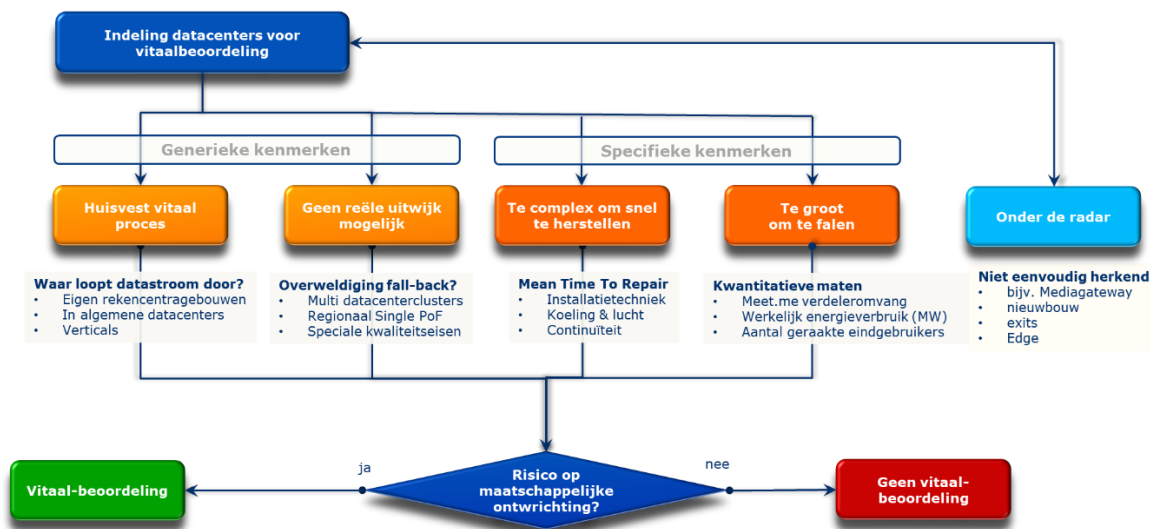 Indeling datacenters voor
vitaalbeoordeling
Generieke kenmerken
Specifieke kenmerken
Huisvest vitaal
proces
Geen reële uitwijk
mogelijk
Te complex om snel
te herstellen
Te groot
om te falen
Onder de radar
Waar loopt datastroom door?
• Eigen rekencentragebouwen
• In algemene datacenters
• Verticals
Overweldiging fall-back?
• Multi datacenterclusters
• Regionaal Single PoF
• Speciale kwaliteitseisen
Mean Time To Repair
• Installatietechniek
• Koeling & lucht
• Continuïteit
Kwantitatieve maten
• Meet.me verdeleromvang
• Werkelijk energieverbruik (MW)
• Aantal geraakte eindgebruikers
Niet eenvoudig herkend
• bijv. Mediagateway
• nieuwbouw
• exits
• Edge
ja
nee
Vitaal-beoordeling
Risico op
maatschappelijke
ontwrichting?
Geen vitaal-
beoordeling